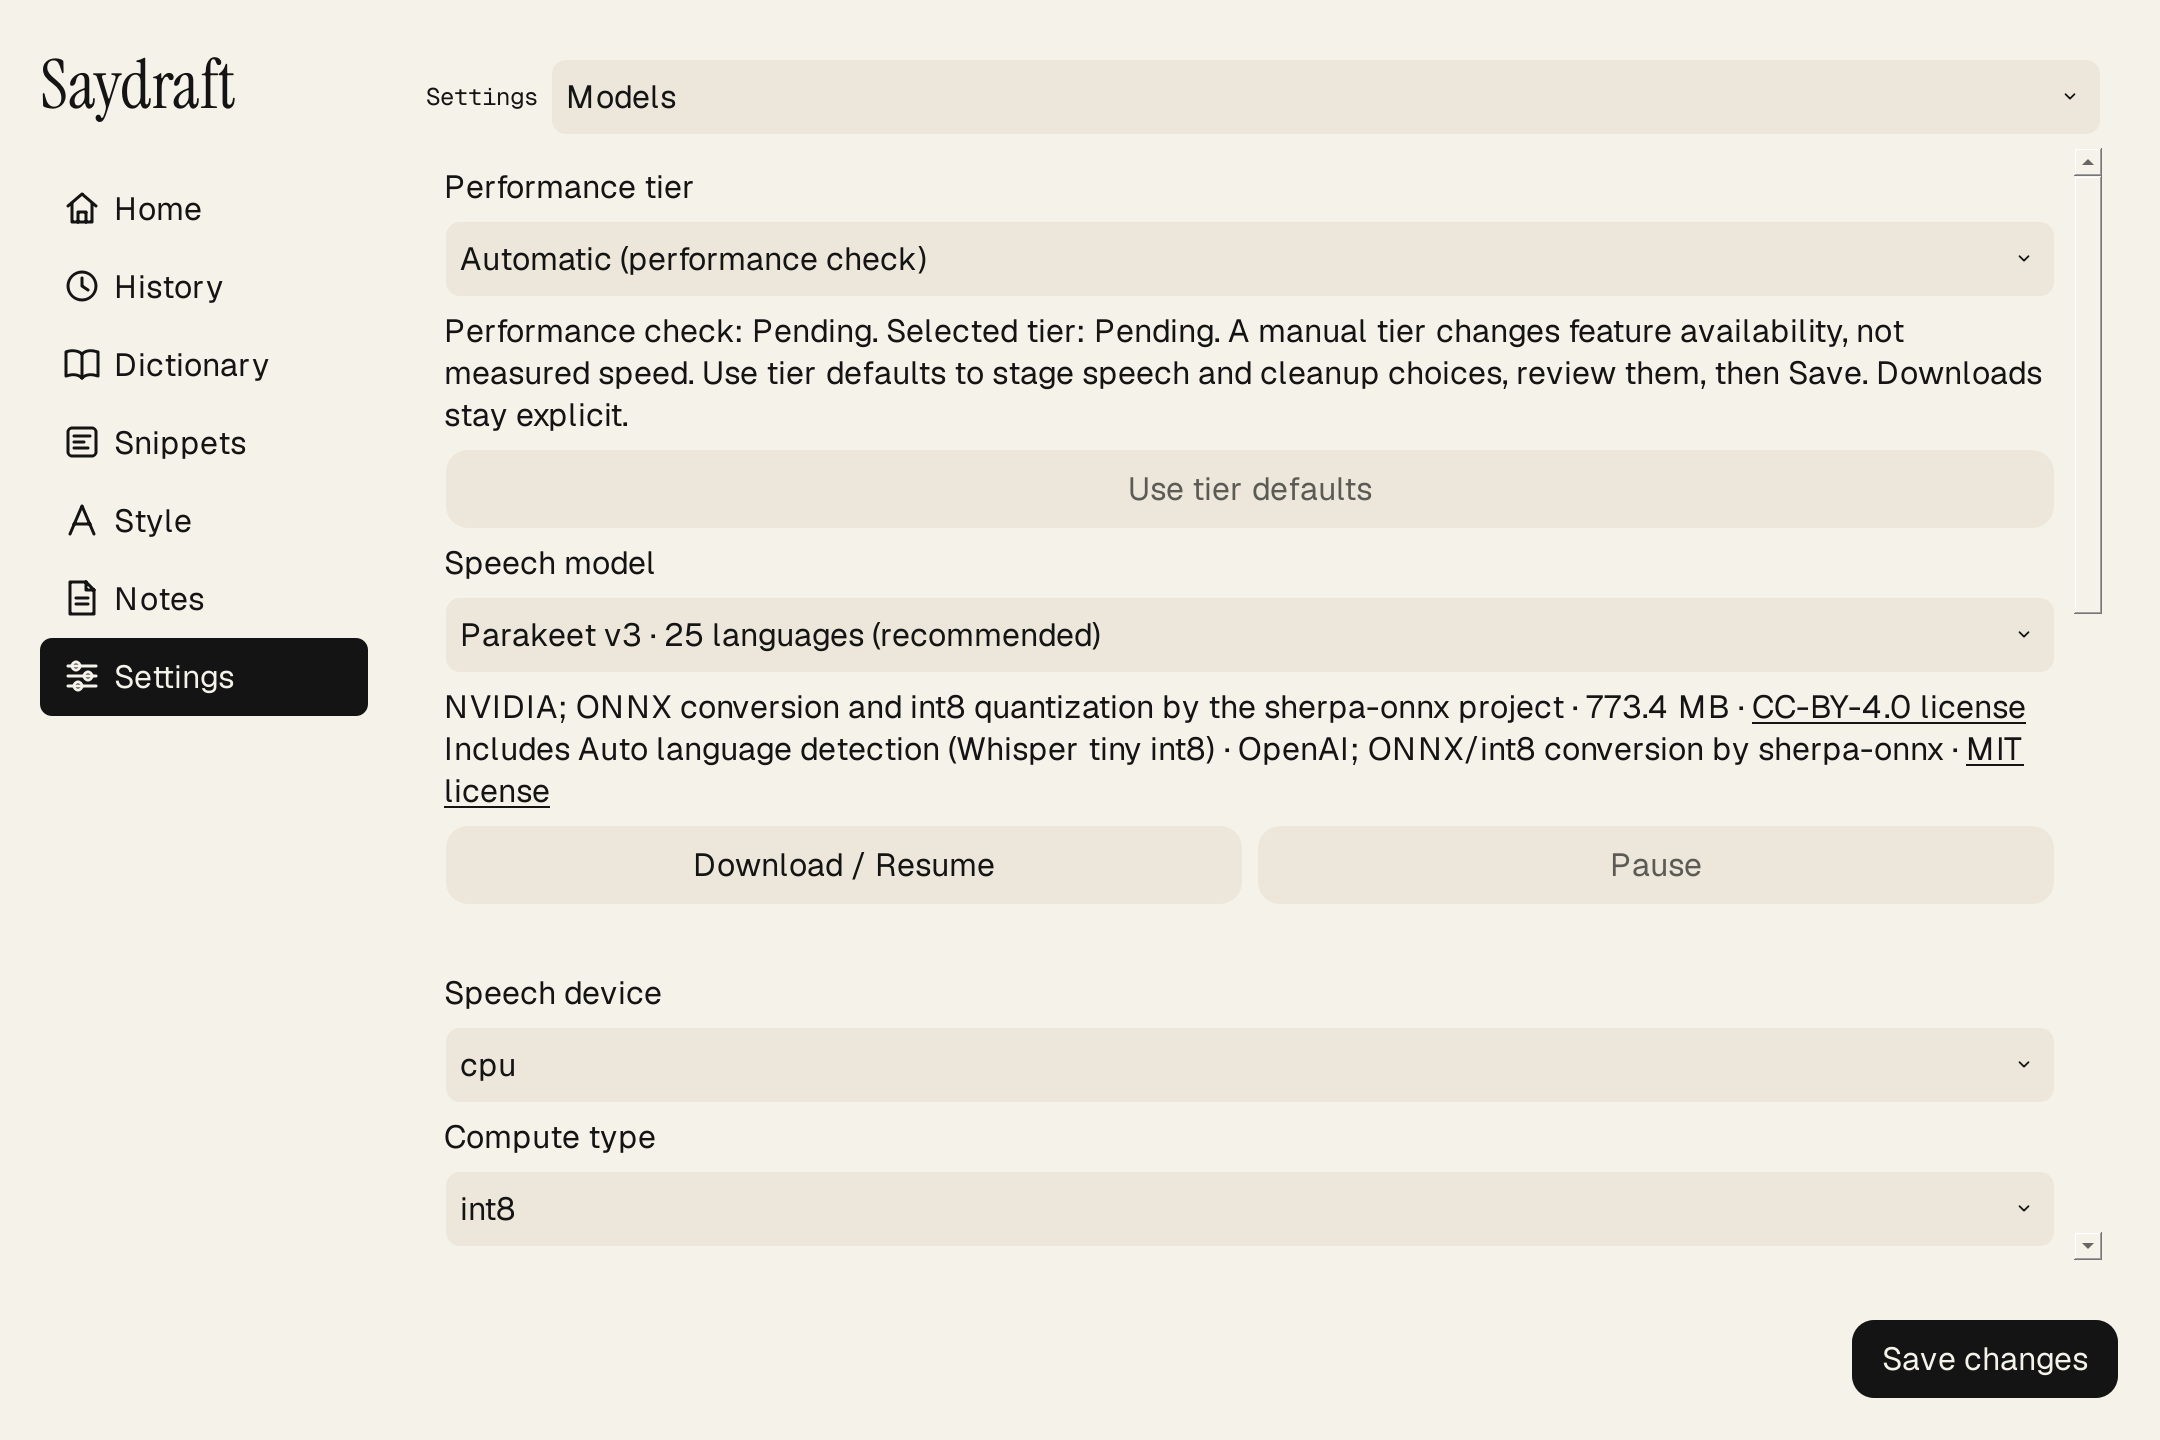 Saydraft
Home
History
Dictionary
Snippets
Style
Notes
Settings
Settings
Models
Performance tier
Automatic (performance check)
Performance check: Pending. Selected tier: Pending. A manual tier changes feature availability, not
measured speed. Use tier defaults to stage speech and cleanup choices, review them, then Save. Downloads
stay explicit.
Use tier defaults
Speech model
Parakeet v3 · 25 languages (recommended)
NVIDIA; ONNX conversion and int8 quantization by the sherpa-onnx project · 773.4 MB · CC-BY-4.0 license
Includes Auto language detection (Whisper tiny int8) · OpenAI; ONNX/int8 conversion by sherpa-onnx · MIT
license
Download / Resume
Pause
Speech device
cpu
Compute type
int8
Save changes